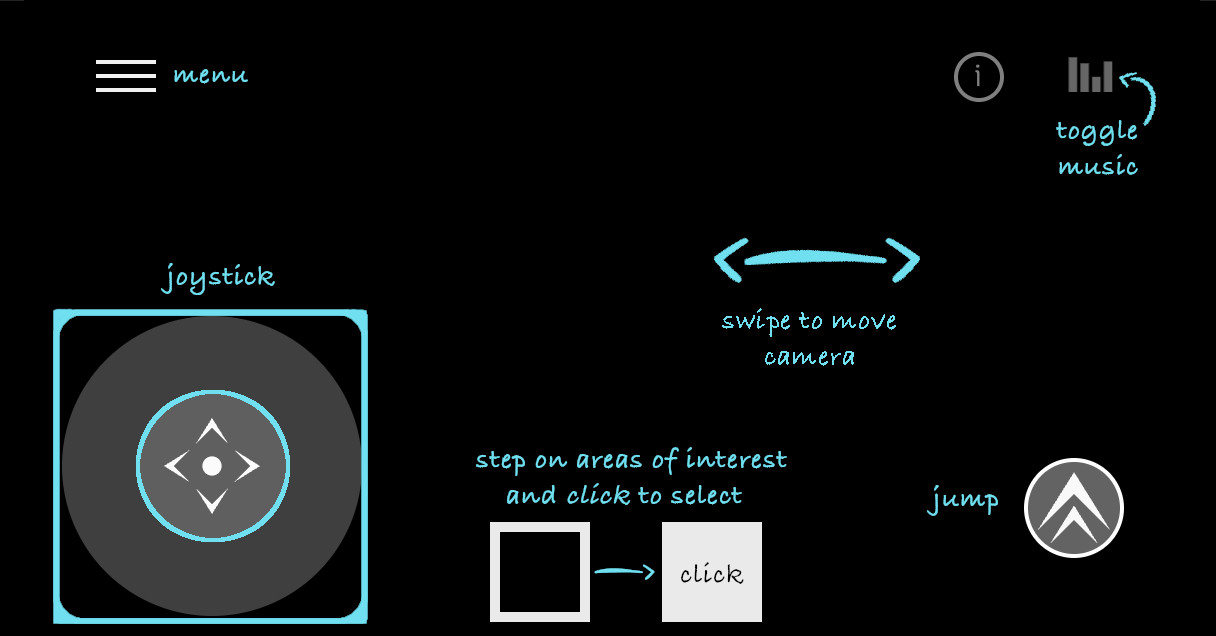 menu
i
toggle
music
joystick
swipe to move
camera
step on areas of interest
and click to select
click
jump